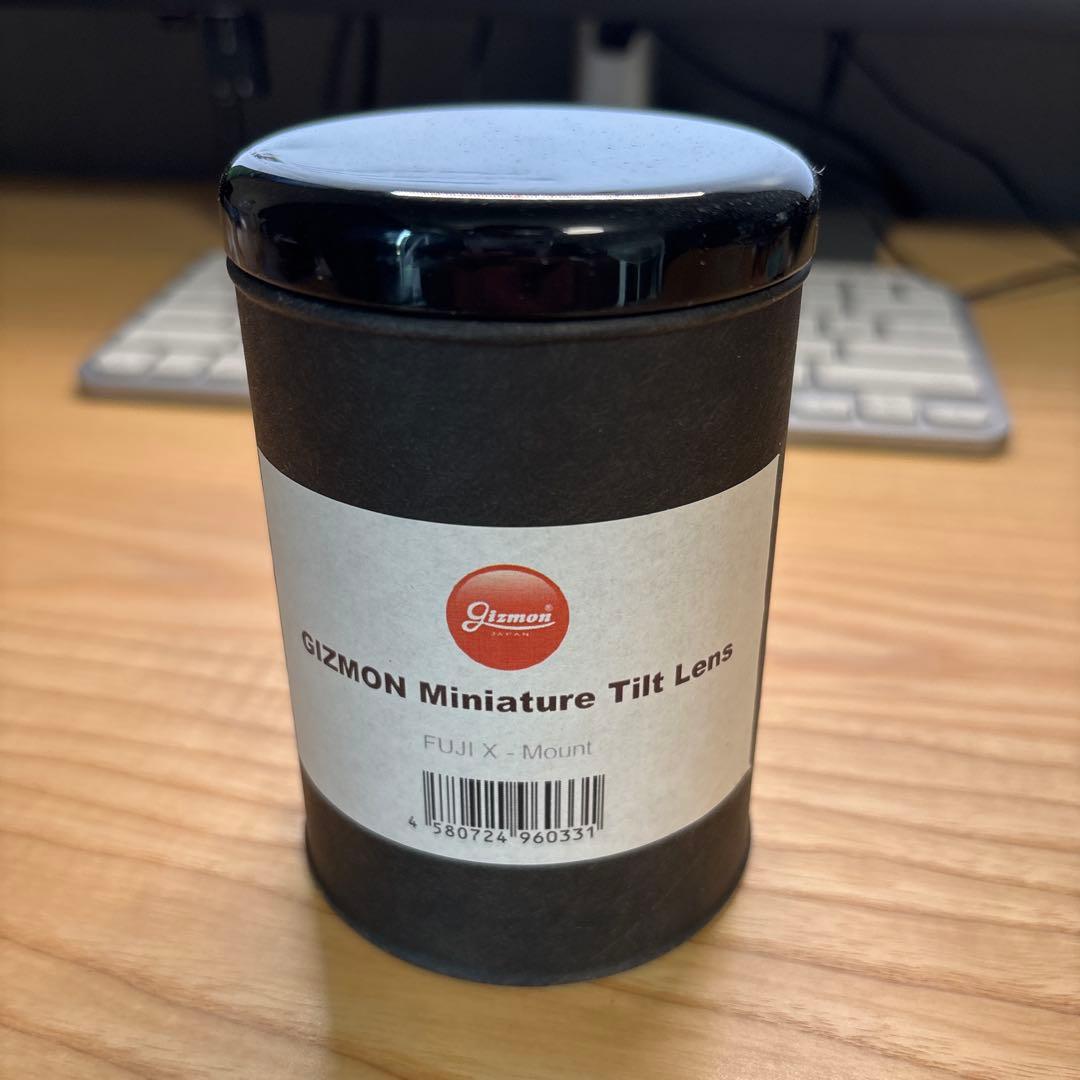 gizmon®
JAPAN
GIZMON Miniature Tilt Lens
FUJI X - Mount
4 580724 960331